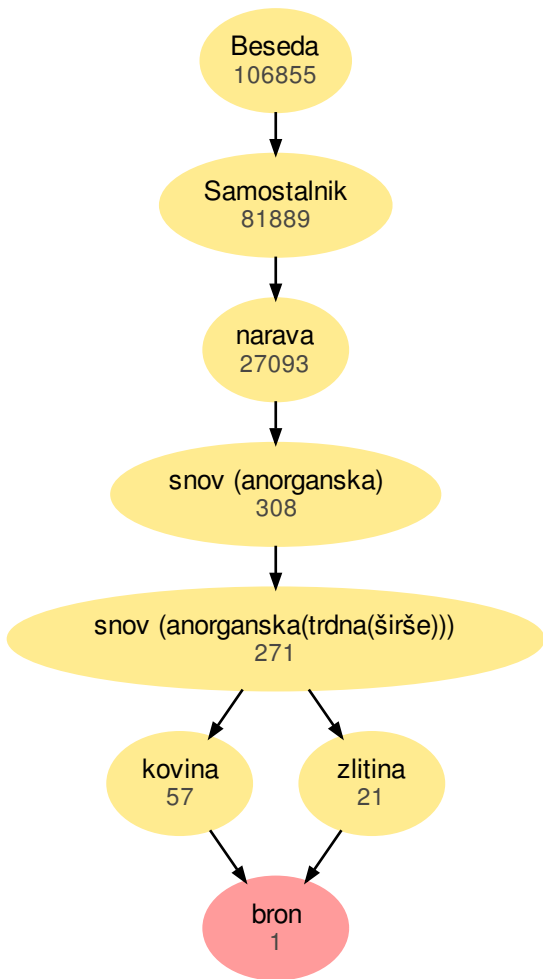 Beseda
106855
Samostalnik
81889
narava
27093
snov (anorganska)
308
snov (anorganska(trdna(širše)))
271
kovina
57
zlitina
21
bron
1